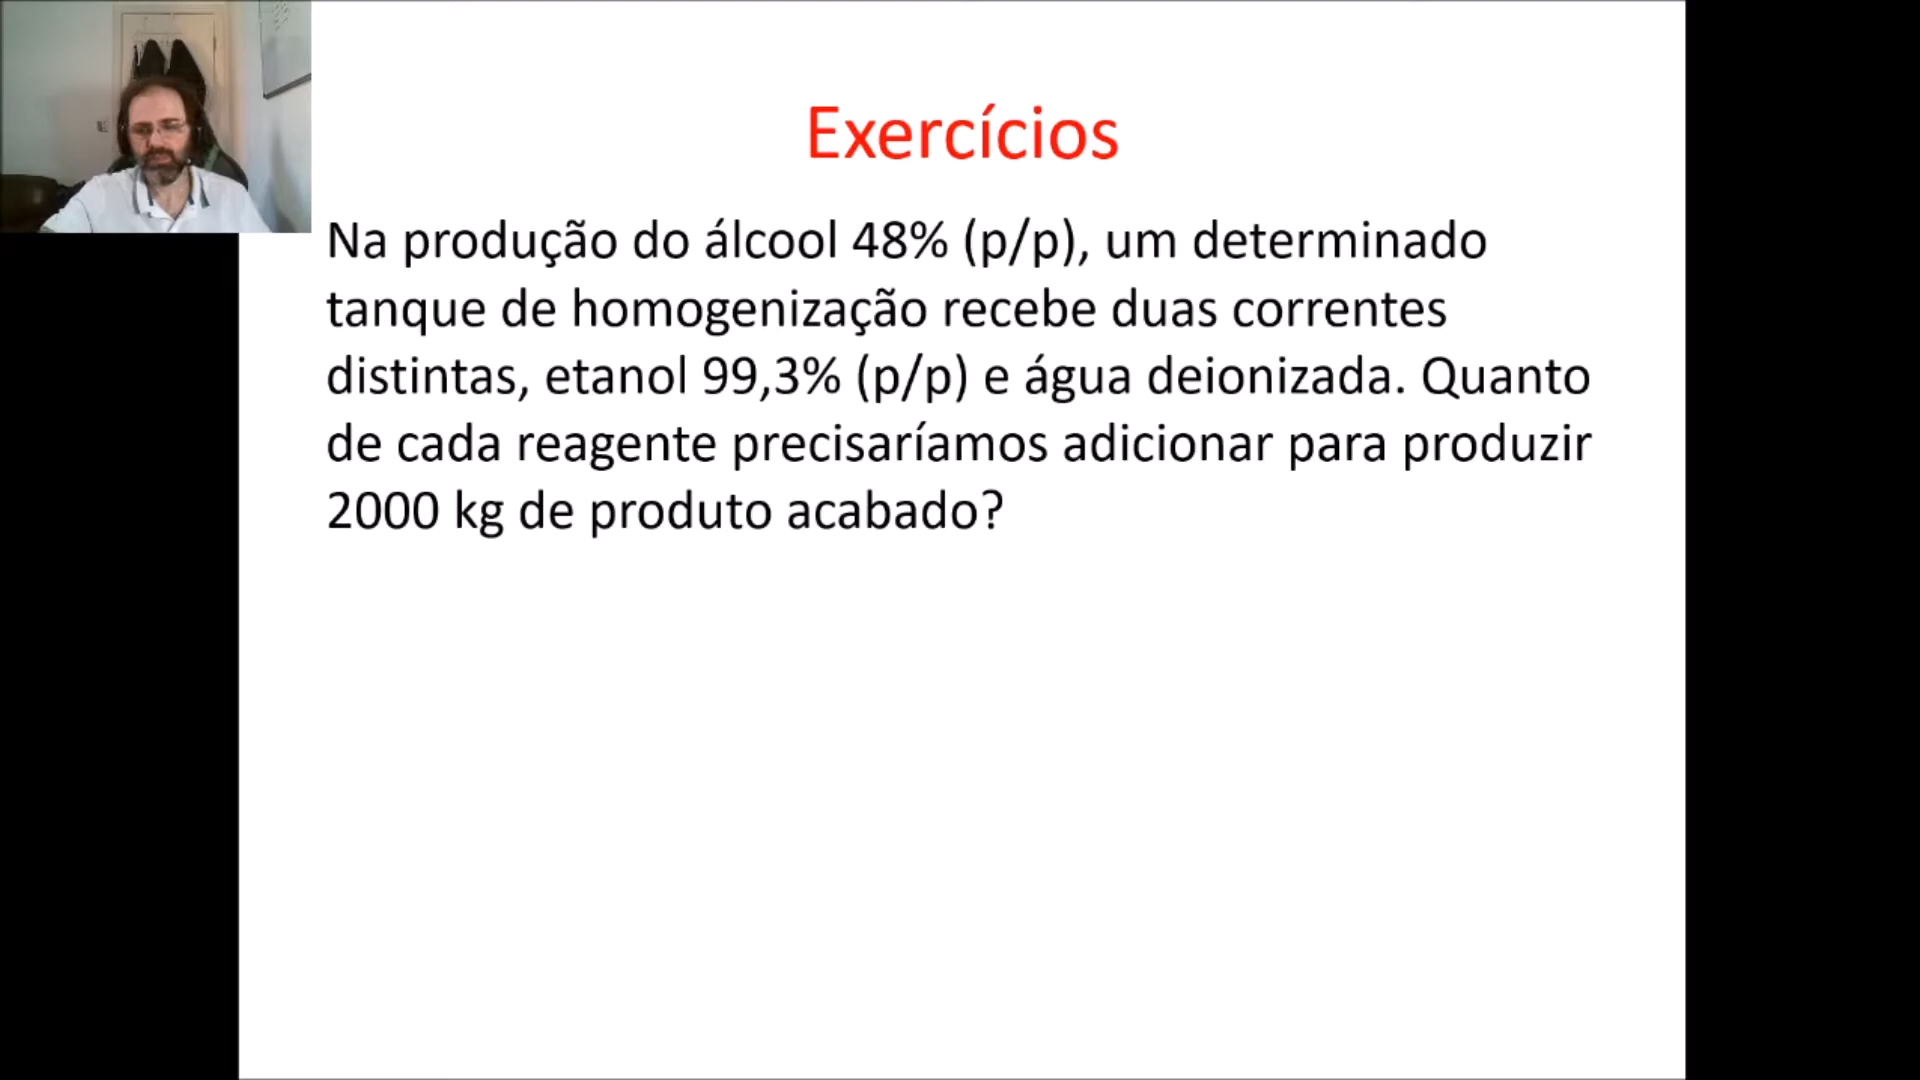 Exercícios
Na produção do álcool 48% (p/p), um determinado
tanque de homogenização recebe duas correntes
distintas, etanol 99,3% (p/p) e água deionizada. Quanto
de cada reagente precisaríamos adicionar para produzir
2000 kg de produto acabado?